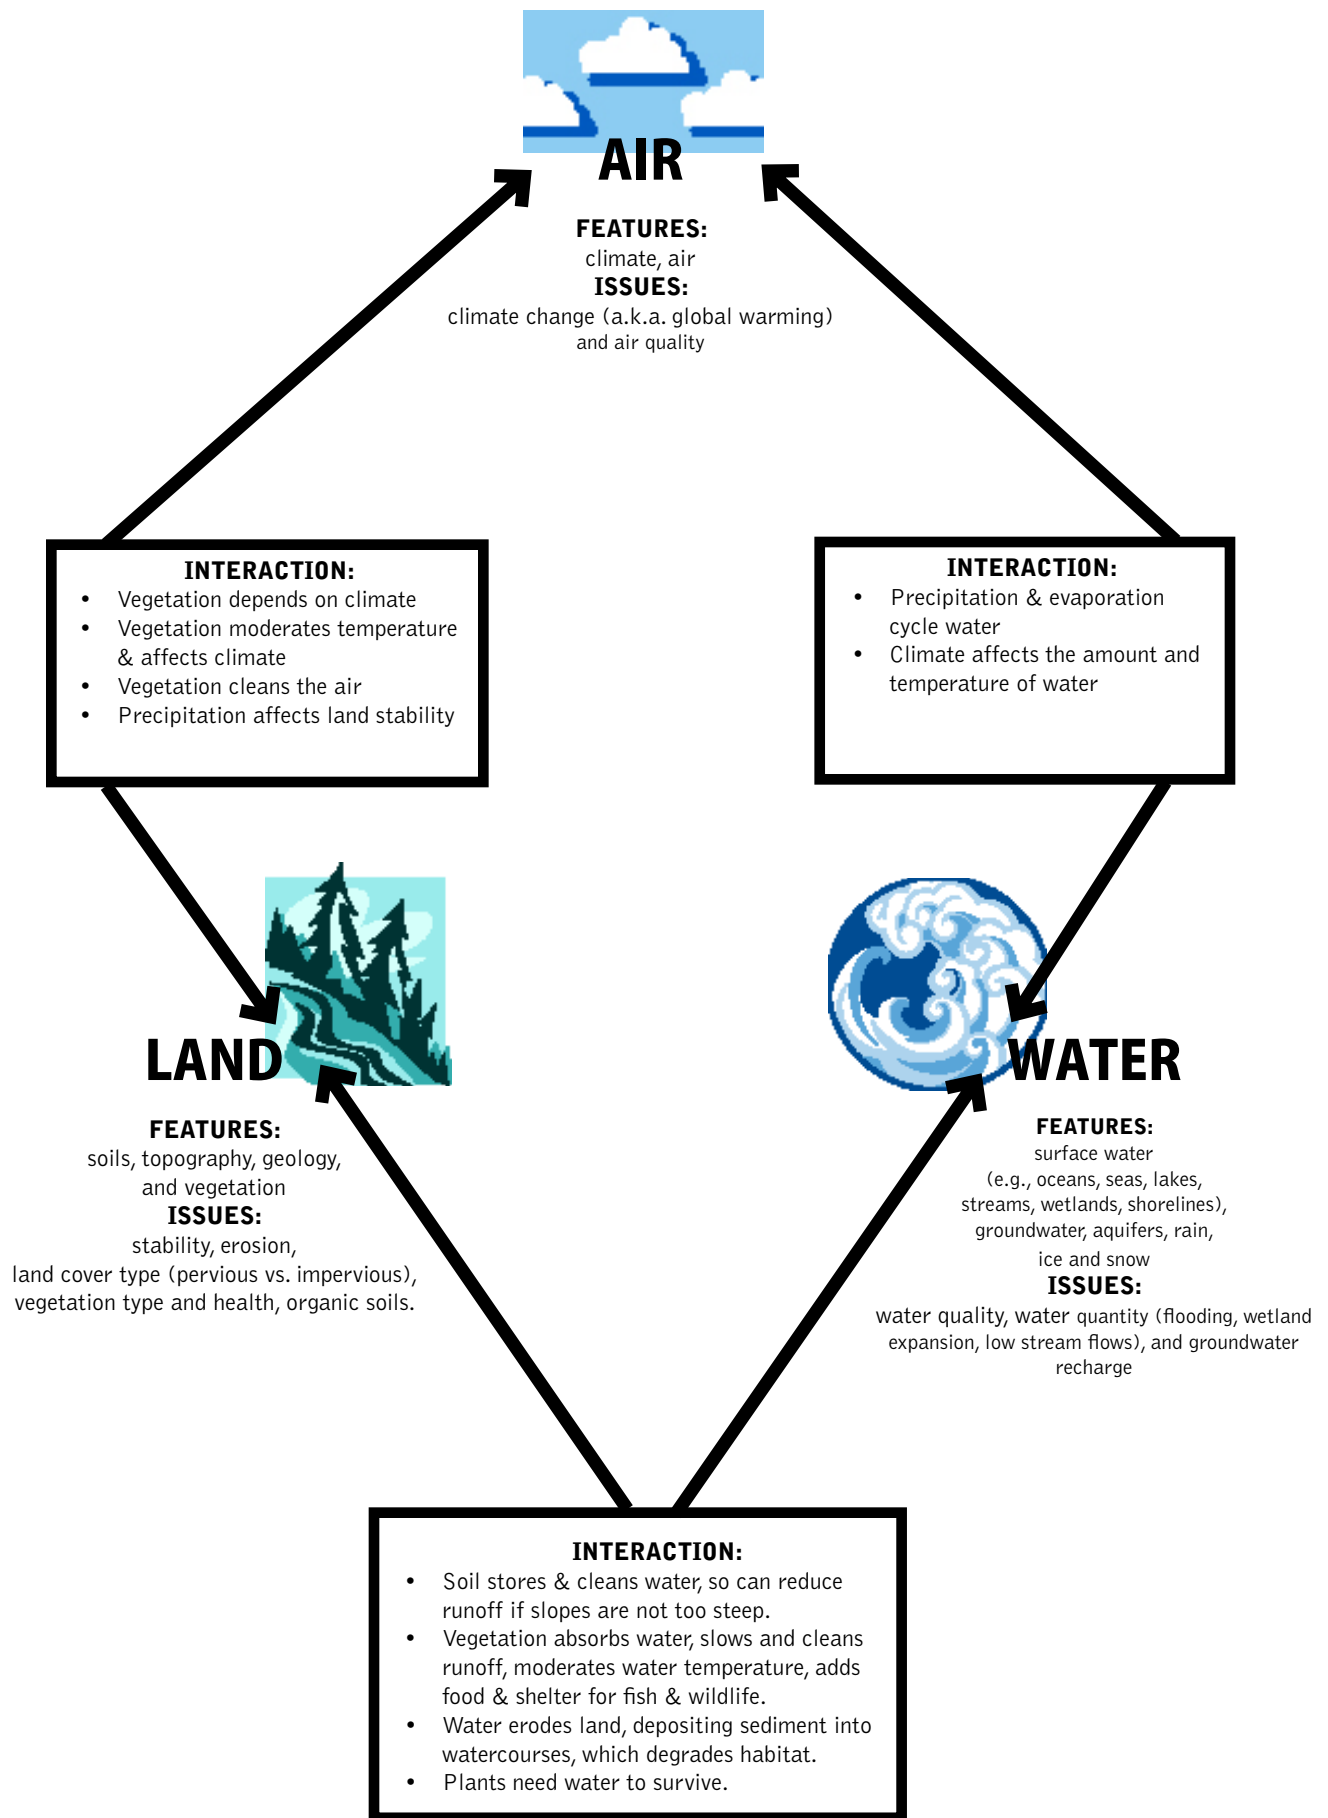 AIR
FEATURES:
climate, air
ISSUES:
climate change (a.k.a. global warming)
and air quality
INTERACTION:
• Vegetation depends on climate
• Vegetation moderates temperature
& affects climate
• Vegetation cleans the air
• Precipitation affects land stability
INTERACTION:
• Precipitation & evaporation
cycle water
• Climate affects the amount and
temperature of water
LAND
FEATURES:
soils, topography, geology,
and vegetation
ISSUES:
stability, erosion,
land cover type (pervious vs. impervious),
vegetation type and health, organic soils.
WATER
FEATURES:
surface water
(e.g., oceans, seas, lakes,
streams, wetlands, shorelines),
groundwater, aquifers, rain,
ice and snow
ISSUES:
water quality, water quantity (flooding, wetland
expansion, low stream flows), and groundwater
recharge
INTERACTION:
• Soil stores & cleans water, so can reduce
runoff if slopes are not too steep.
• Vegetation absorbs water, slows and cleans
runoff, moderates water temperature, adds
food & shelter for fish & wildlife.
• Water erodes land, depositing sediment into
watercourses, which degrades habitat.
• Plants need water to survive.